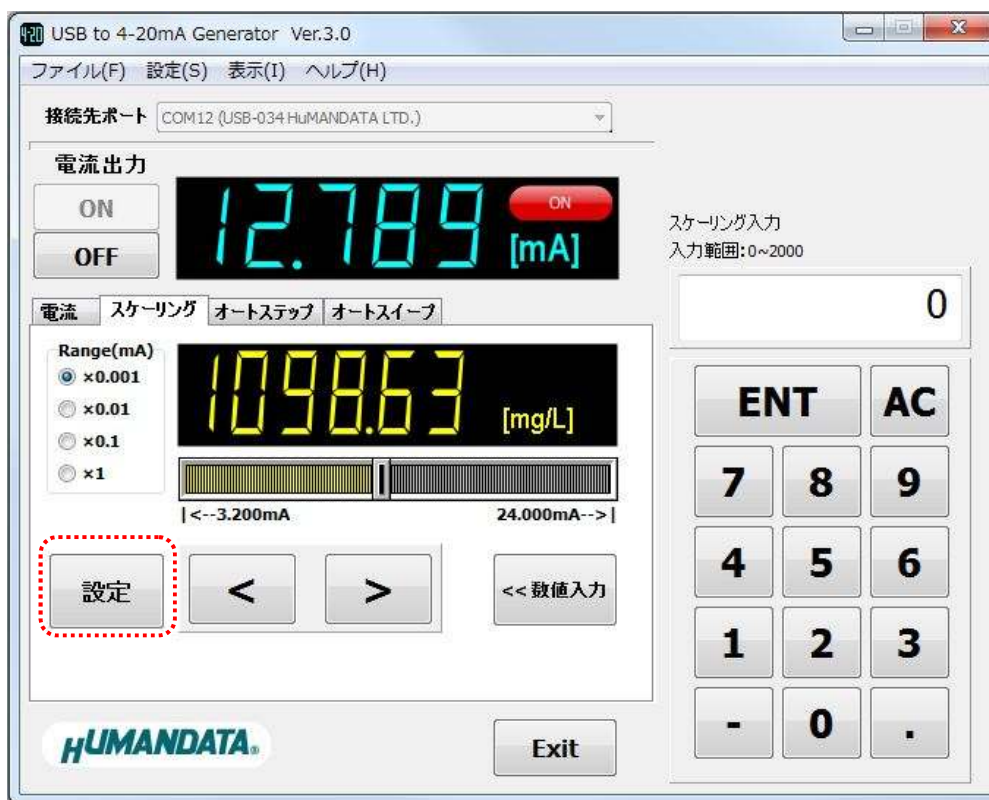 USB to 4-20mA Generator Ver.3.0
ファイル(F) 設定(S) 表示(I) ヘルプ(H)
接続先ポート COM12 (USB-034 HuMANDATA LTD.)
電流出力
ON
OFF
12.789
ON
[mA]
電流 スケーリング オートステップ オートスイープ
Range(mA)
×0.001
×0.01
×0.1
×1
1098.63
[mg/L]
|<--3.200mA 24.000mA-->|
設定
<
>
<< 数値入力
HUMANDATA®
Exit
スケーリング入力
入力範囲:0~2000
0
ENT AC
7 8 9
4 5 6
1 2 3
- 0 .